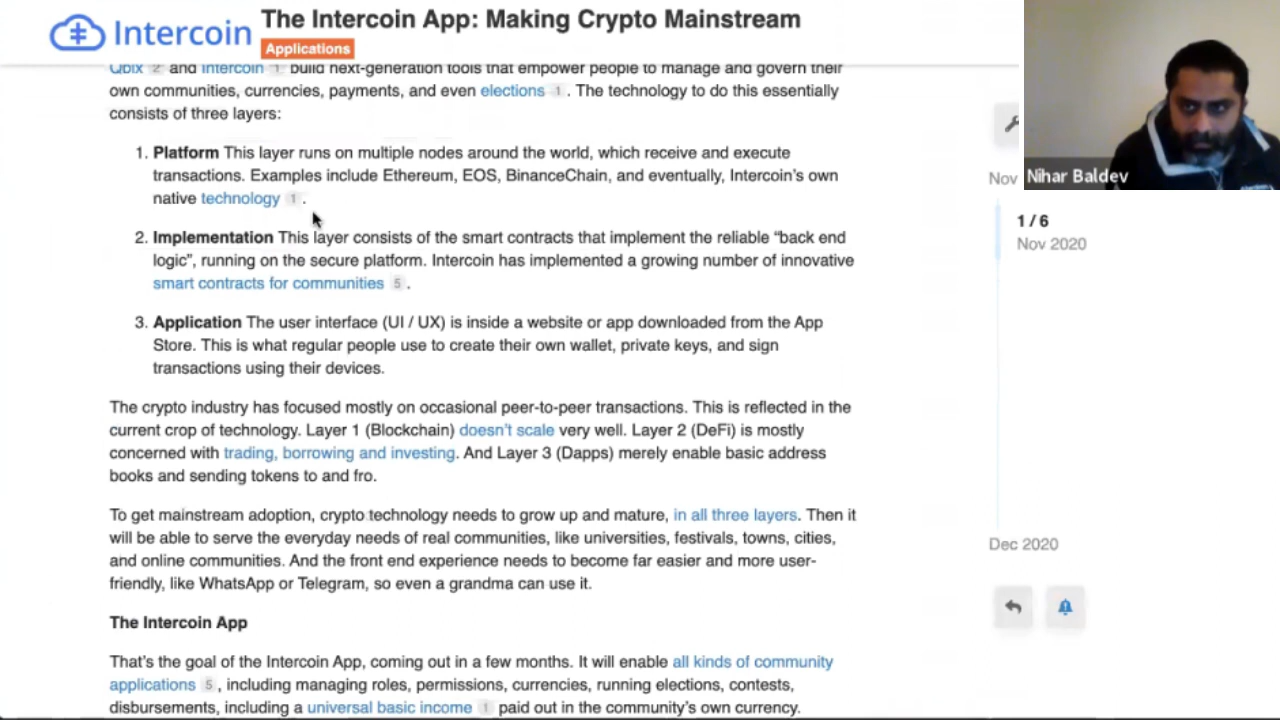 Intercoin
The Intercoin App: Making Crypto Mainstream
Applications
Qbix 2 and Intercoin 1 build next-generation tools that empower people to manage and govern their
own communities, currencies, payments, and even elections 1 . The technology to do this essentially
consists of three layers:
1. Platform This layer runs on multiple nodes around the world, which receive and execute
transactions. Examples include Ethereum, EOS, BinanceChain, and eventually, Intercoin's own
native technology 1 .
2. Implementation This layer consists of the smart contracts that implement the reliable “back end
logic”, running on the secure platform. Intercoin has implemented a growing number of innovative
smart contracts for communities 5 .
3. Application The user interface (UI / UX) is inside a website or app downloaded from the App
Store. This is what regular people use to create their own wallet, private keys, and sign
transactions using their devices.
The crypto industry has focused mostly on occasional peer-to-peer transactions. This is reflected in the
current crop of technology. Layer 1 (Blockchain) doesn't scale very well. Layer 2 (DeFi) is mostly
concerned with trading, borrowing and investing. And Layer 3 (Dapps) merely enable basic address
books and sending tokens to and fro.
To get mainstream adoption, crypto technology needs to grow up and mature, in all three layers. Then it
will be able to serve the everyday needs of real communities, like universities, festivals, towns, cities,
and online communities. And the front end experience needs to become far easier and more user-
friendly, like WhatsApp or Telegram, so even a grandma can use it.
The Intercoin App
That's the goal of the Intercoin App, coming out in a few months. It will enable all kinds of community
applications 5 , including managing roles, permissions, currencies, running elections, contests,
disbursements, including a universal basic income 1 paid out in the community's own currency.
Nov
Nihar Baldev
1 / 6
Nov 2020
Dec 2020